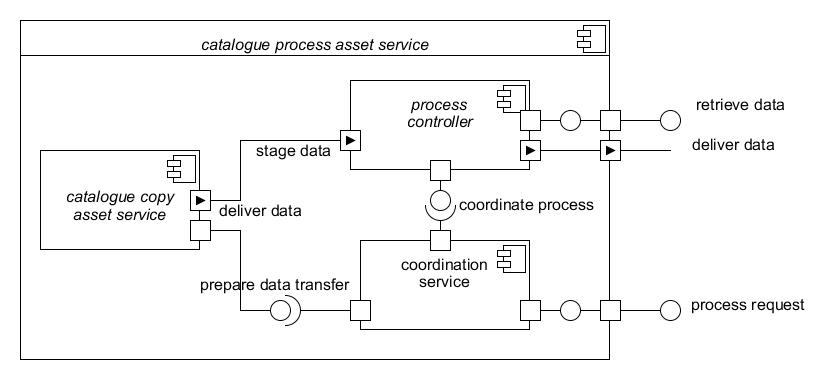 catalogue process asset service
process
controller
retrieve data
deliver data
stage data
catalogue copy
asset service
deliver data
coordinate process
coordination
service
prepare data transfer
process request